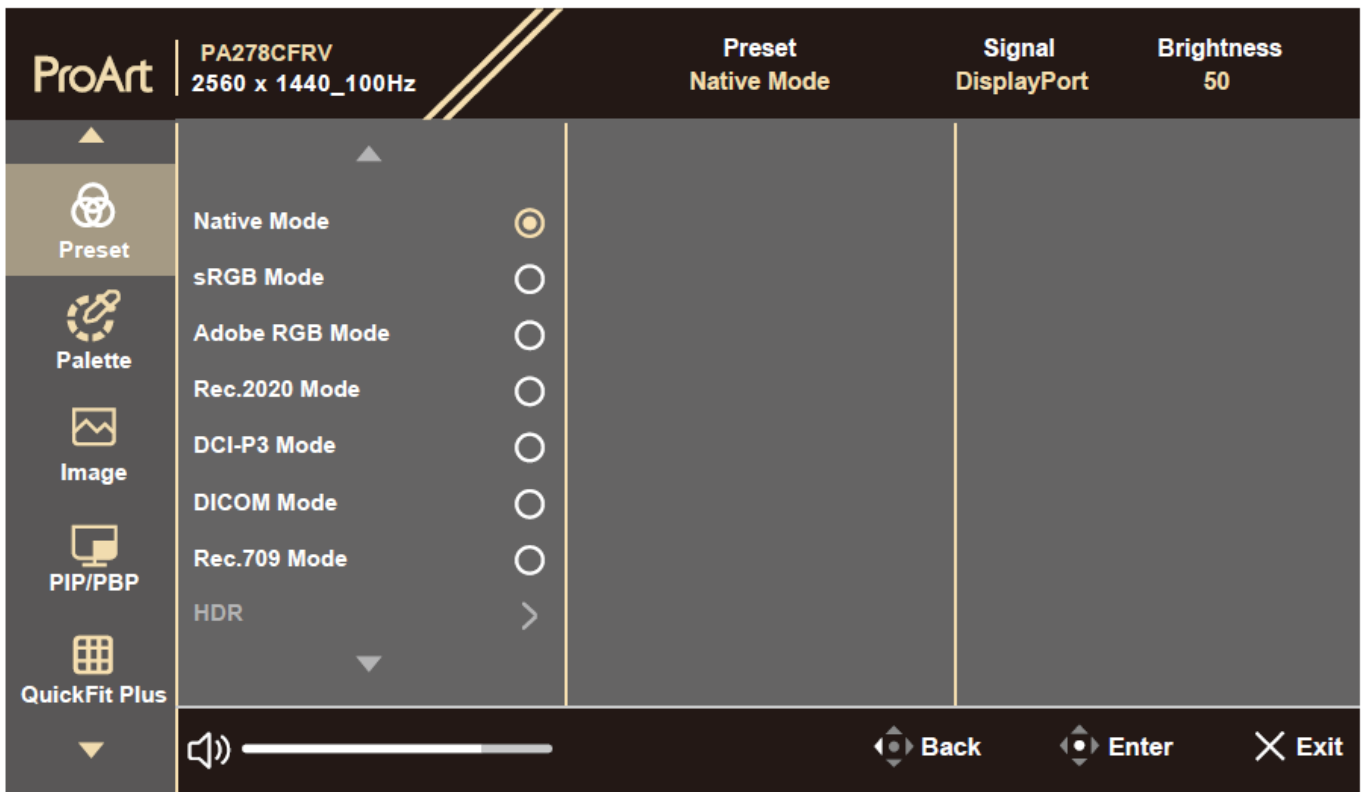 ProArt
PA278CFRV
2560 x 1440_100Hz
Preset
Native Mode
Signal
DisplayPort
Brightness
50
Preset
Palette
Image
PIP/PBP
QuickFit Plus
Native Mode
sRGB Mode
Adobe RGB Mode
Rec.2020 Mode
DCI-P3 Mode
DICOM Mode
Rec.709 Mode
HDR
Back
Enter
Exit